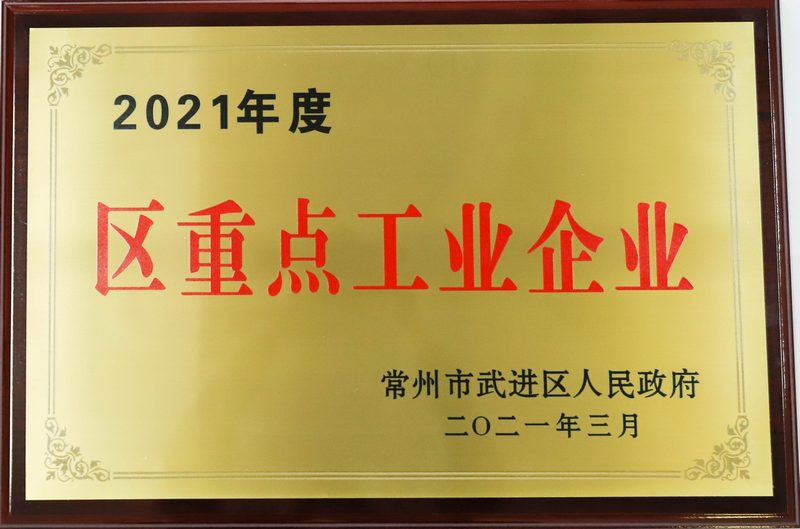 2021年度
区重点工业企业
常州市武进区人民政府
二〇二一年三月